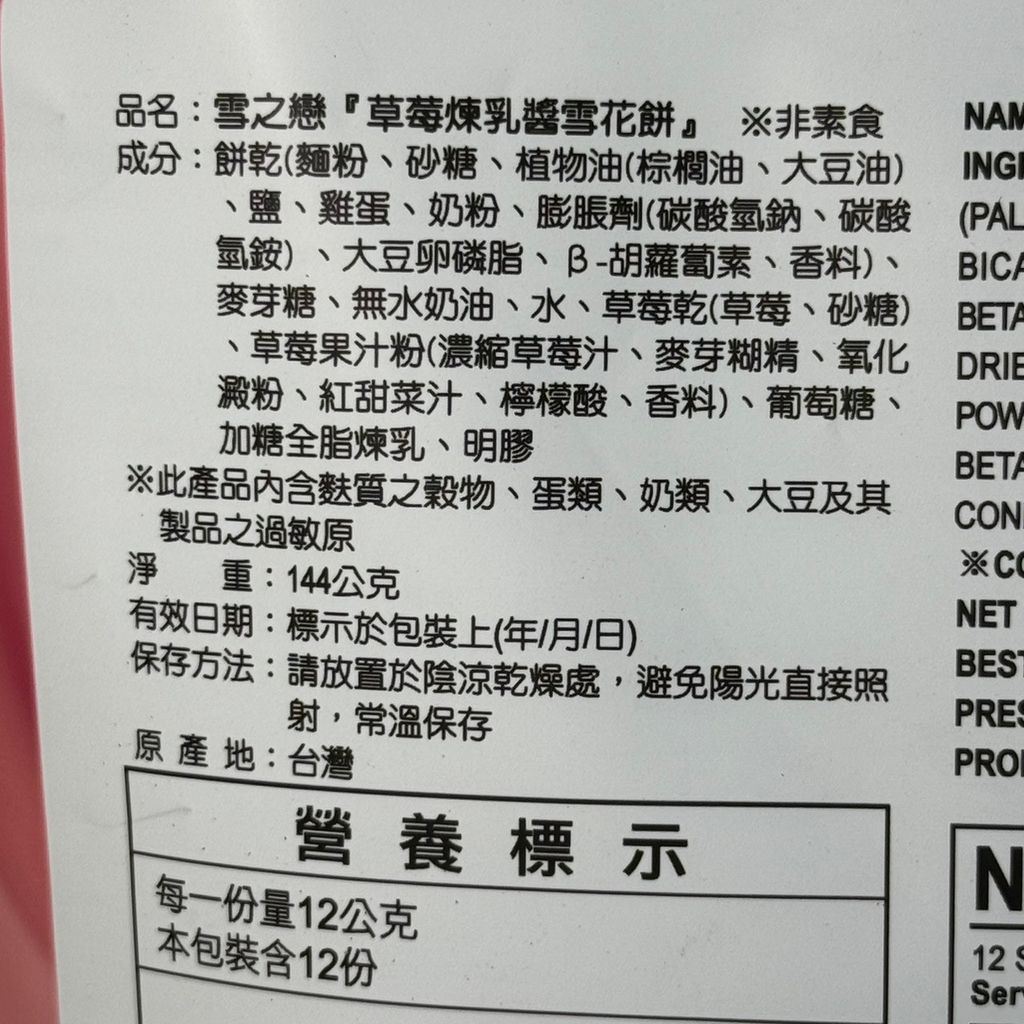 品名：雪之戀『草莓煉乳醬雪花餅』 ※非素食
成分：餅乾(麵粉、砂糖、植物油(棕櫚油、大豆油)
、鹽、雞蛋、奶粉、膨脹劑(碳酸氫鈉、碳酸
氫銨)、大豆卵磷脂、β-胡蘿蔔素、香料)、
麥芽糖、無水奶油、水、草莓乾(草莓、砂糖)
、草莓果汁粉(濃縮草莓汁、麥芽糊精、氧化
澱粉、紅甜菜汁、檸檬酸、香料)、葡萄糖、
加糖全脂煉乳、明膠
※此產品內含麩質之穀物、蛋類、奶類、大豆及其
製品之過敏原
淨 重：144公克
有效日期：標示於包裝上(年/月/日)
保存方法：請放置於陰涼乾燥處，避免陽光直接照
射，常溫保存
原 產 地：台灣
營養標示
每一份量12公克
本包裝含12份
NAM
INGI
(PAL
BICA
BETA
DRIE
POW
BETA
CON
※CO
NET
BEST
PRES
PRO
N
12 S
Serv